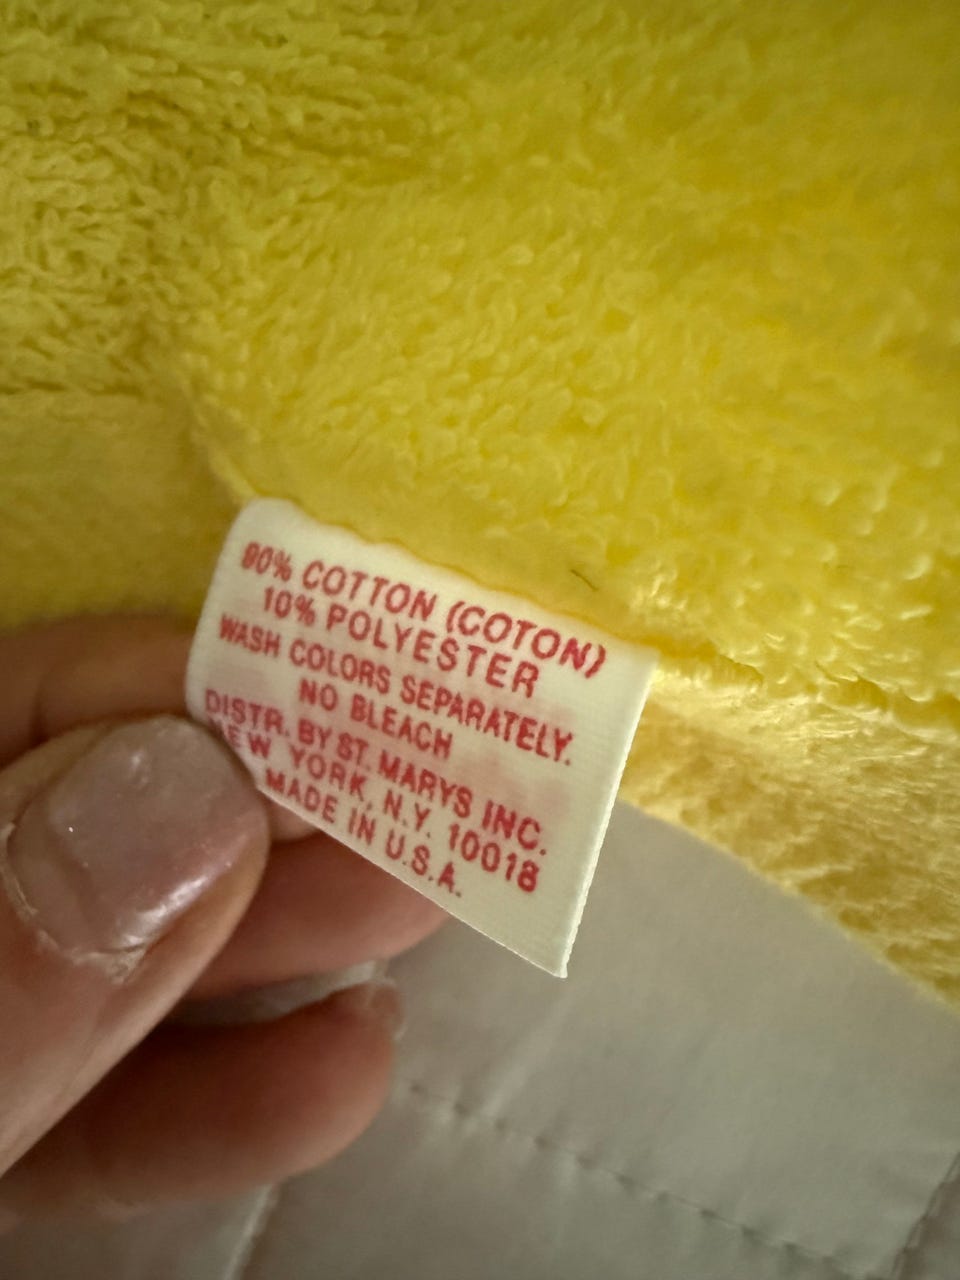 90% COTTON (COTON)
10% POLYESTER
WASH COLORS SEPARATELY.
NO BLEACH
DISTR. BY ST. MARYS INC.
NEW YORK, N.Y. 10018
MADE IN U.S.A.